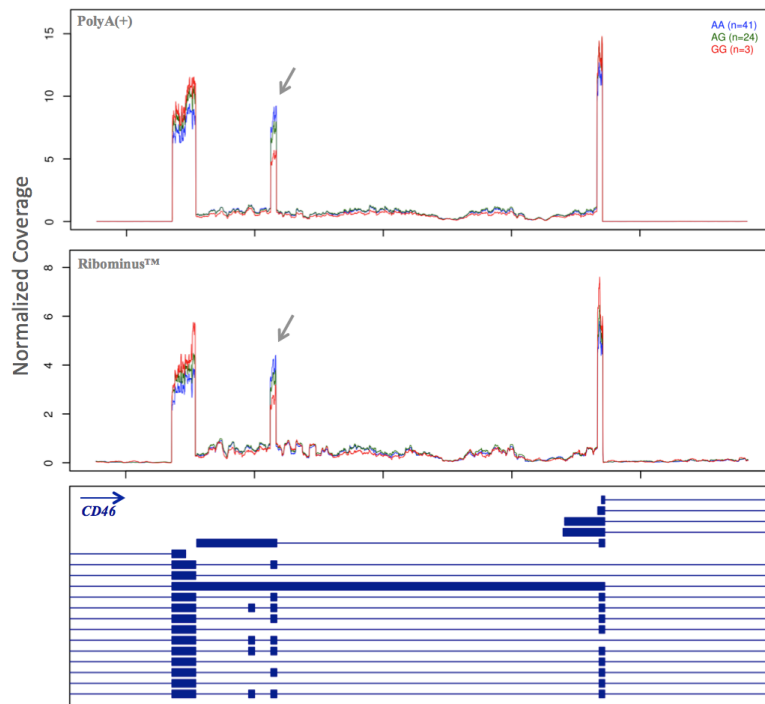 PolyA(+)
AA (n=41)
AG (n=24)
GG (n=3)
15
10
5
0
Normalized Coverage
Ribominus™
8
6
4
2
0
CD46